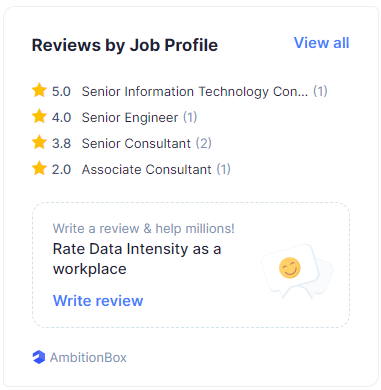 Reviews by Job Profile View all
5.0 Senior Information Technology Con... (1)
4.0 Senior Engineer (1)
3.8 Senior Consultant (2)
2.0 Associate Consultant (1)
Write a review & help millions!
Rate Data Intensity as a
workplace
Write review
AmbitionBox